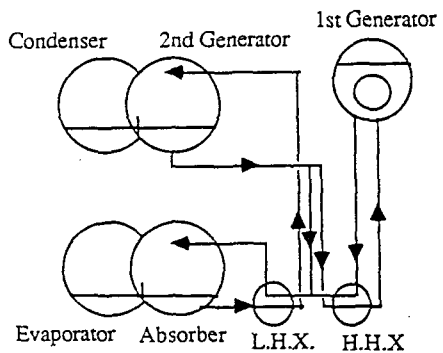 1st Generator
Condenser
2nd Generator
Evaporator
Absorber
L.H.X.
H.H.X